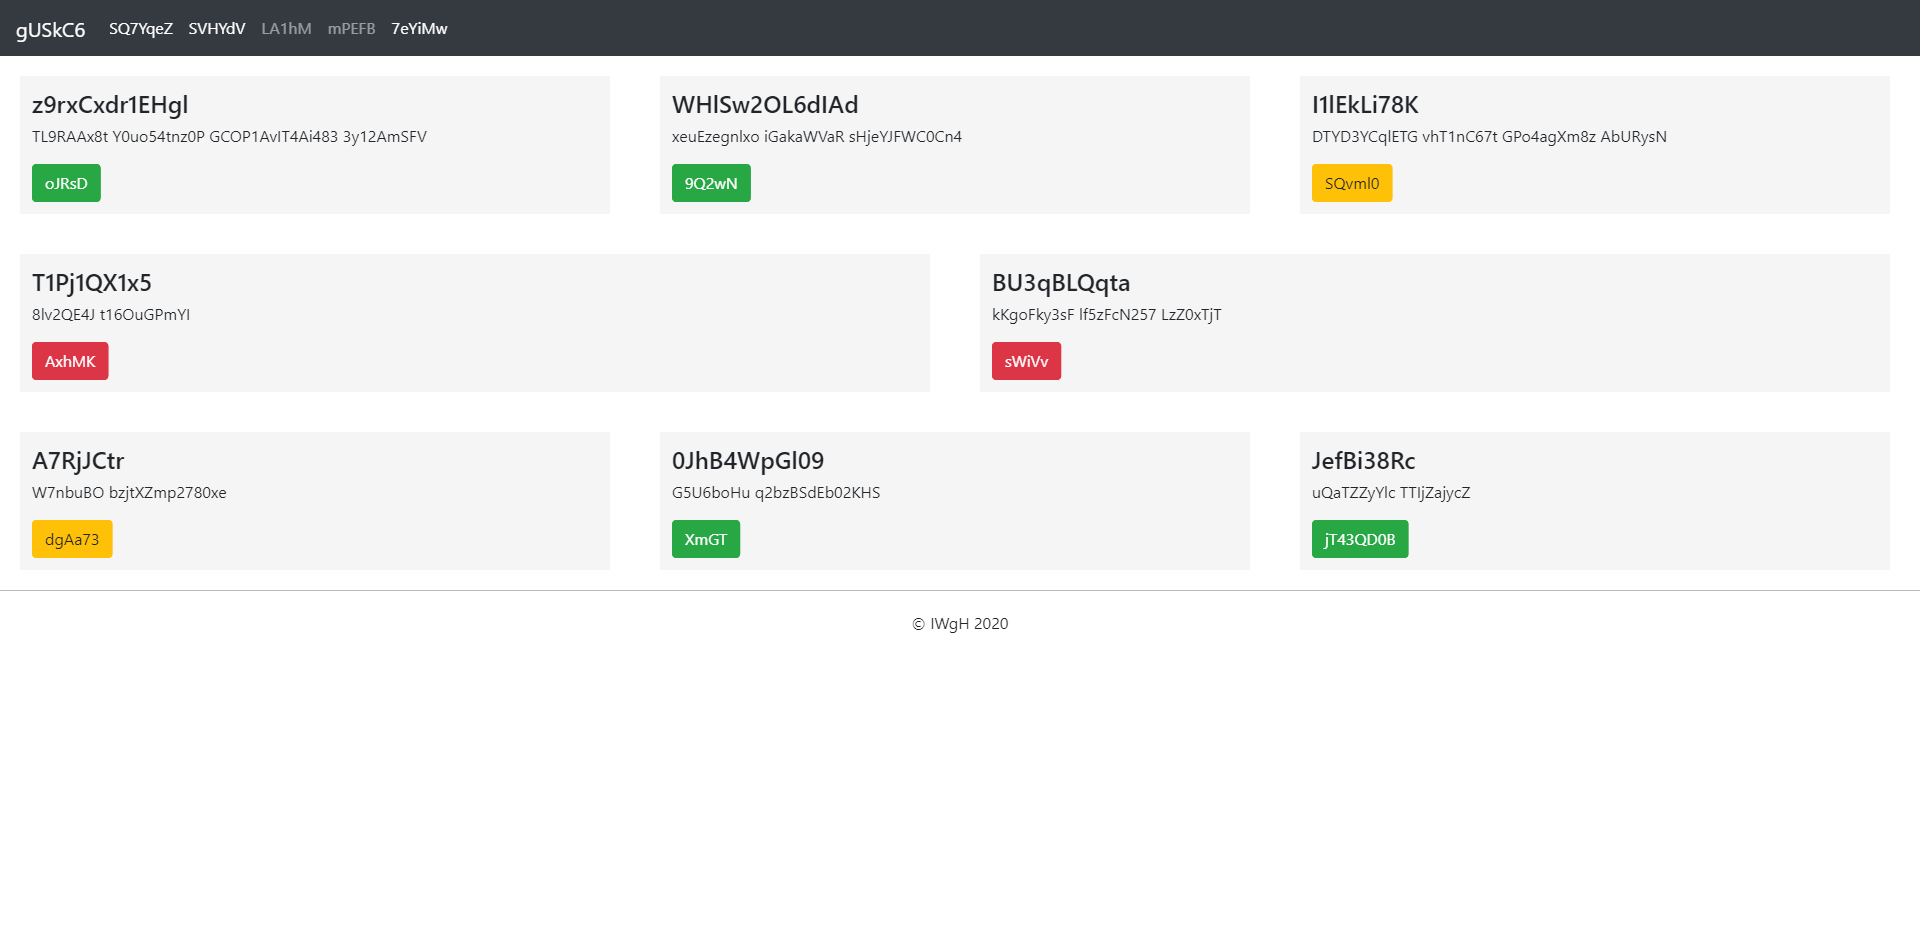 gUSkC6 SQ7YqeZ SVHYdV LA1hM mPEFB 7eYiMw
z9rxCxdr1EHgl
TL9RAAx8t Y0uo54tnz0P GCOP1AvIT4Ai483 3y12AmSFV
oJRsD
WHlSw2OL6dIAd
xeuEzegnlxo iGakaWVaR sHjeYJFWC0Cn4
9Q2wN
I1lEkLi78K
DTYD3YCqlETG vhT1nC67t GPo4agXm8z AbURysN
SQvml0
T1Pj1QX1x5
8lv2QE4J t16OuGPmYI
AxhMK
BU3qBLQqta
kKgoFky3sF lf5zFcN257 LzZ0xTjT
sWiVv
A7RjJCtr
W7nbuBO bzjtXZmp2780xe
dgAa73
0JhB4WpGl09
G5U6boHu q2bzBSdEb02KHS
XmGT
JefBi38Rc
uQaTZZyYlc TTIjZajycZ
jT43QD0B
© IWgH 2020